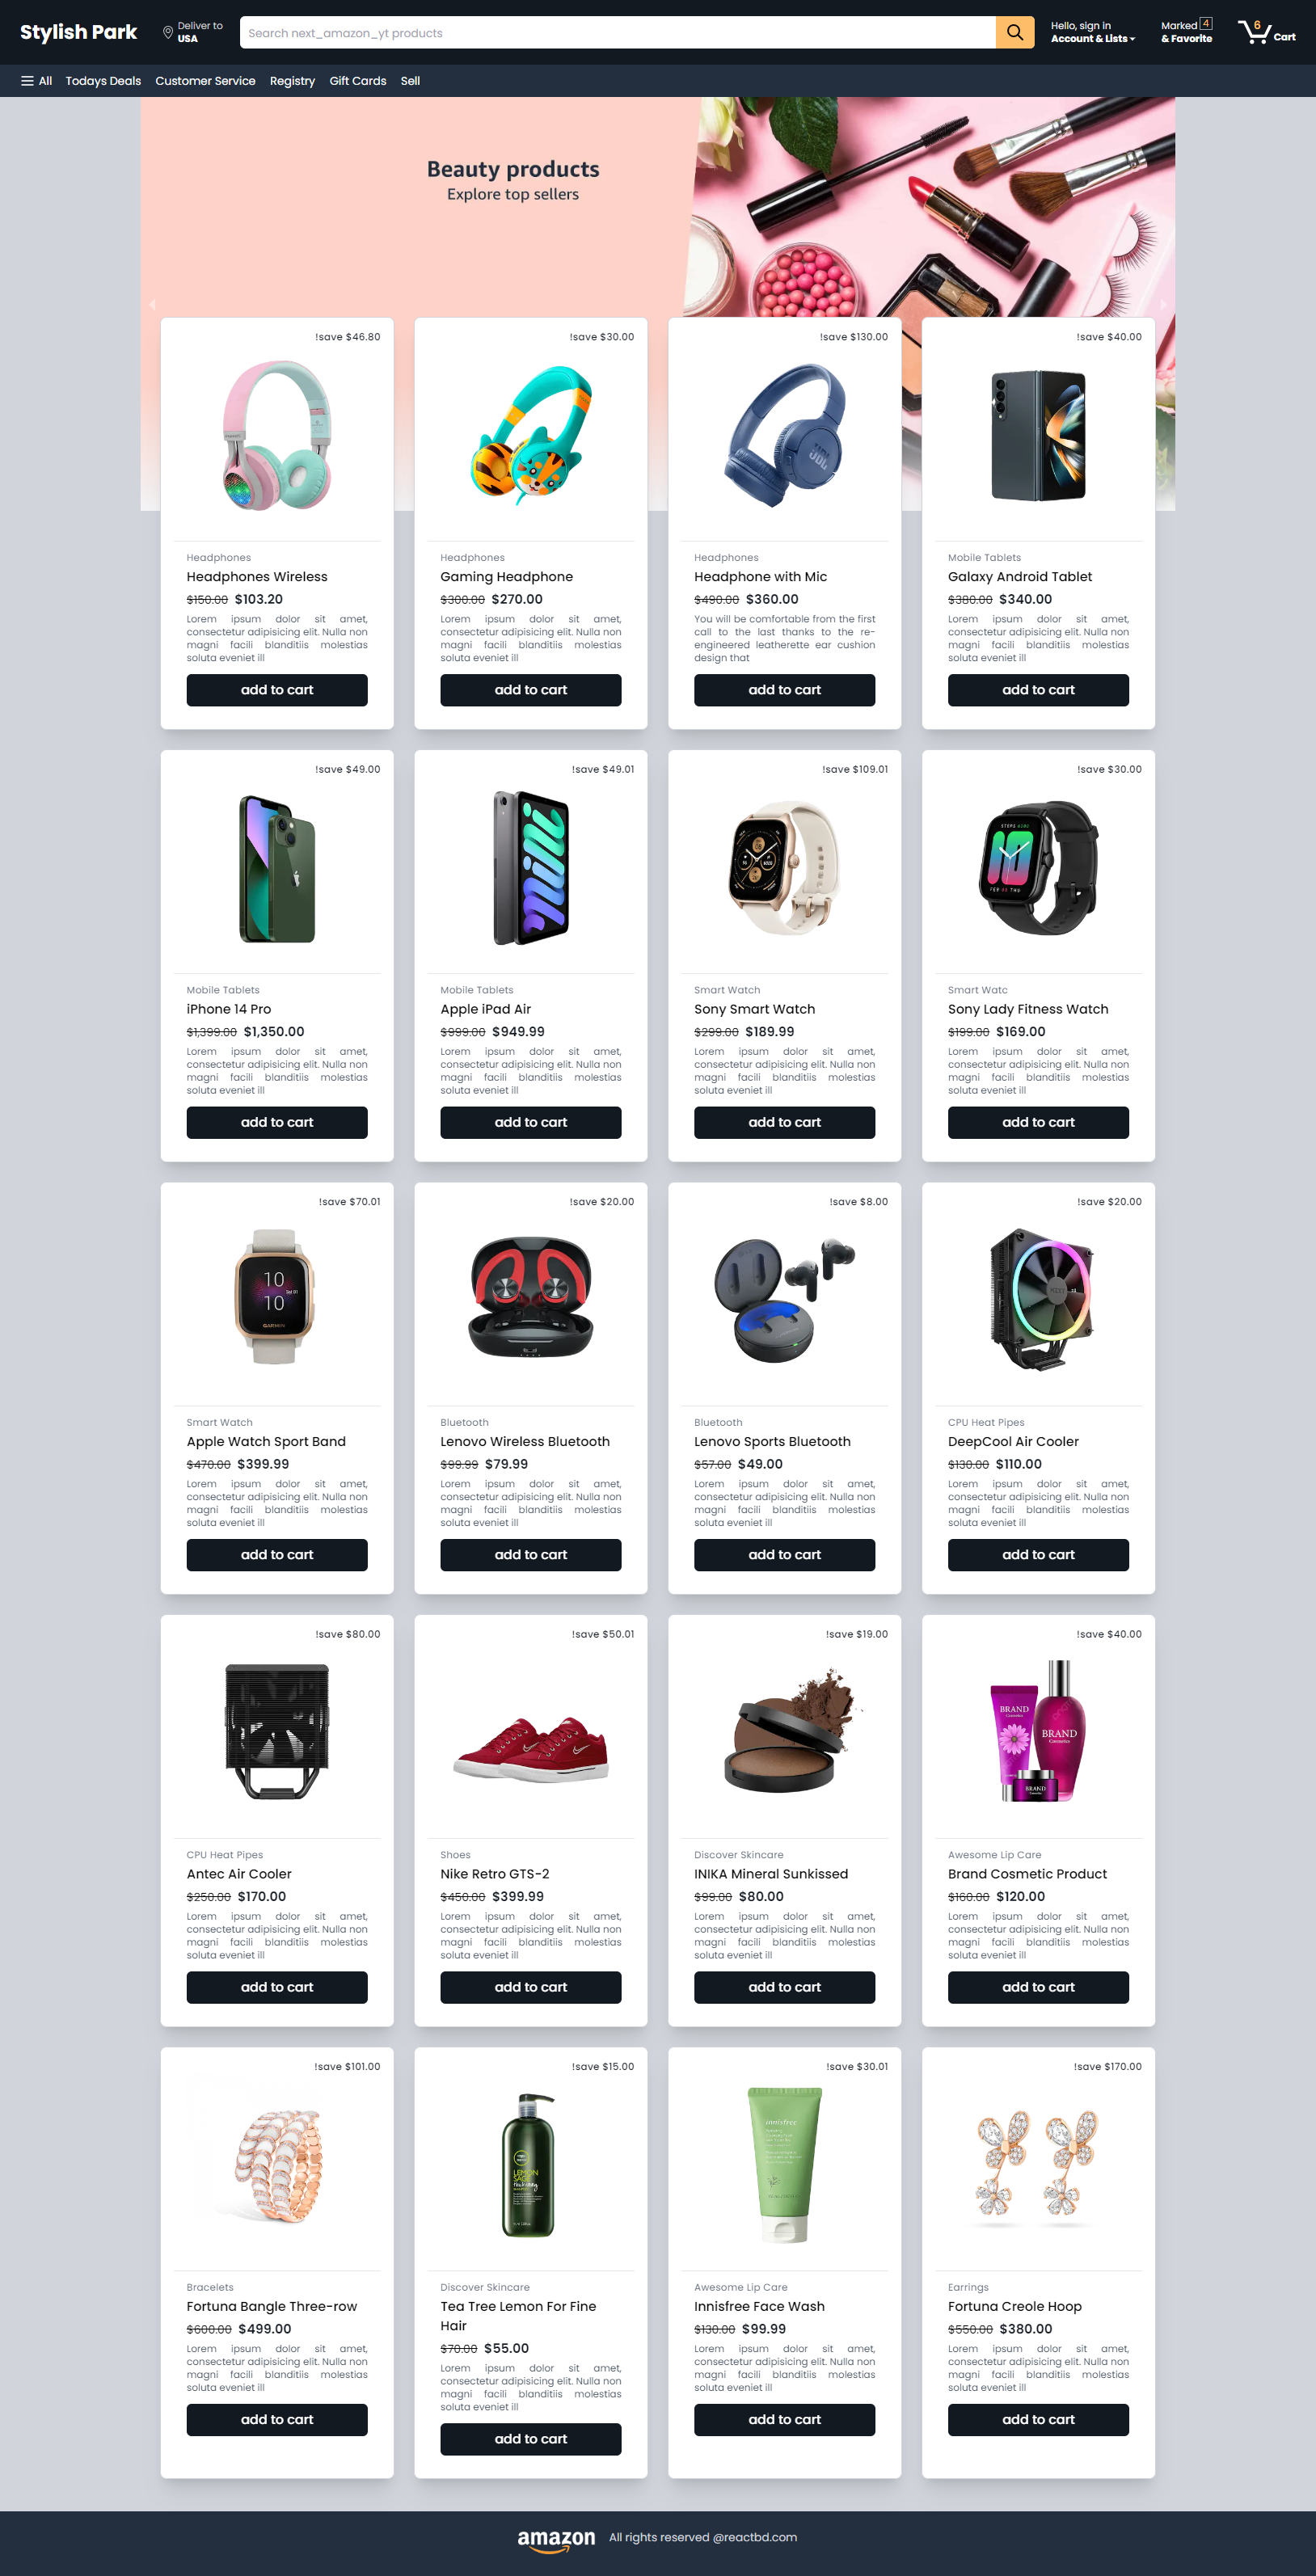 Stylish Park
Deliver to
USA
Search next_amazon_yt products
Hello, sign in
Account & Lists
Marked 4
& Favorite
6
Cart
All Todays Deals Customer Service Registry Gift Cards Sell
Beauty products
Explore top sellers
!save $46.80
!save $30.00
!save $130.00
!save $40.00
JBL
Headphones
Headphones Wireless
$150.00 $103.20
Lorem ipsum dolor sit amet,
consectetur adipisicing elit. Nulla non
magni facili blanditiis molestias
soluta eveniet ill
add to cart
Headphones
Gaming Headphone
$300.00 $270.00
Lorem ipsum dolor sit amet,
consectetur adipisicing elit. Nulla non
magni facili blanditiis molestias
soluta eveniet ill
add to cart
Headphones
Headphone with Mic
$490.00 $360.00
You will be comfortable from the first
call to the last thanks to the re-
engineered leatherette ear cushion
design that
add to cart
Mobile Tablets
Galaxy Android Tablet
$380.00 $340.00
Lorem ipsum dolor sit amet,
consectetur adipisicing elit. Nulla non
magni facili blanditiis molestias
soluta eveniet ill
add to cart
!save $49.00
!save $49.01
!save $109.01
!save $30.00
Mobile Tablets
iPhone 14 Pro
$1,399.00 $1,350.00
Lorem ipsum dolor sit amet,
consectetur adipisicing elit. Nulla non
magni facili blanditiis molestias
soluta eveniet ill
add to cart
Mobile Tablets
Apple iPad Air
$999.00 $949.99
Lorem ipsum dolor sit amet,
consectetur adipisicing elit. Nulla non
magni facili blanditiis molestias
soluta eveniet ill
add to cart
Smart Watch
Sony Smart Watch
$299.00 $189.99
Lorem ipsum dolor sit amet,
consectetur adipisicing elit. Nulla non
magni facili blanditiis molestias
soluta eveniet ill
add to cart
Smart Watc
Sony Lady Fitness Watch
$199.00 $169.00
Lorem ipsum dolor sit amet,
consectetur adipisicing elit. Nulla non
magni facili blanditiis molestias
soluta eveniet ill
add to cart
!save $70.01
!save $20.00
!save $8.00
!save $20.00
10
10
GARMIN
Smart Watch
Apple Watch Sport Band
$470.00 $399.99
Lorem ipsum dolor sit amet,
consectetur adipisicing elit. Nulla non
magni facili blanditiis molestias
soluta eveniet ill
add to cart
Bluetooth
Lenovo Wireless Bluetooth
$99.99 $79.99
Lorem ipsum dolor sit amet,
consectetur adipisicing elit. Nulla non
magni facili blanditiis molestias
soluta eveniet ill
add to cart
Bluetooth
Lenovo Sports Bluetooth
$57.00 $49.00
Lorem ipsum dolor sit amet,
consectetur adipisicing elit. Nulla non
magni facili blanditiis molestias
soluta eveniet ill
add to cart
CPU Heat Pipes
DeepCool Air Cooler
$130.00 $110.00
Lorem ipsum dolor sit amet,
consectetur adipisicing elit. Nulla non
magni facili blanditiis molestias
soluta eveniet ill
add to cart
!save $80.00
!save $50.01
!save $19.00
!save $40.00
BRAND
BRAND
BRAND
CPU Heat Pipes
Antec Air Cooler
$250.00 $170.00
Lorem ipsum dolor sit amet,
consectetur adipisicing elit. Nulla non
magni facili blanditiis molestias
soluta eveniet ill
add to cart
Shoes
Nike Retro GTS-2
$450.00 $399.99
Lorem ipsum dolor sit amet,
consectetur adipisicing elit. Nulla non
magni facili blanditiis molestias
soluta eveniet ill
add to cart
Discover Skincare
INIKA Mineral Sunkissed
$99.00 $80.00
Lorem ipsum dolor sit amet,
consectetur adipisicing elit. Nulla non
magni facili blanditiis molestias
soluta eveniet ill
add to cart
Awesome Lip Care
Brand Cosmetic Product
$160.00 $120.00
Lorem ipsum dolor sit amet,
consectetur adipisicing elit. Nulla non
magni facili blanditiis molestias
soluta eveniet ill
add to cart
!save $101.00
!save $15.00
!save $30.01
!save $170.00
innisfree
Bracelets
Fortuna Bangle Three-row
$600.00 $499.00
Lorem ipsum dolor sit amet,
consectetur adipisicing elit. Nulla non
magni facili blanditiis molestias
soluta eveniet ill
add to cart
Discover Skincare
Tea Tree Lemon For Fine
Hair
$70.00 $55.00
Lorem ipsum dolor sit amet,
consectetur adipisicing elit. Nulla non
magni facili blanditiis molestias
soluta eveniet ill
add to cart
Awesome Lip Care
Innisfree Face Wash
$130.00 $99.99
Lorem ipsum dolor sit amet,
consectetur adipisicing elit. Nulla non
magni facili blanditiis molestias
soluta eveniet ill
add to cart
Earrings
Fortuna Creole Hoop
$550.00 $380.00
Lorem ipsum dolor sit amet,
consectetur adipisicing elit. Nulla non
magni facili blanditiis molestias
soluta eveniet ill
add to cart
amazon All rights reserved @reactbd.com